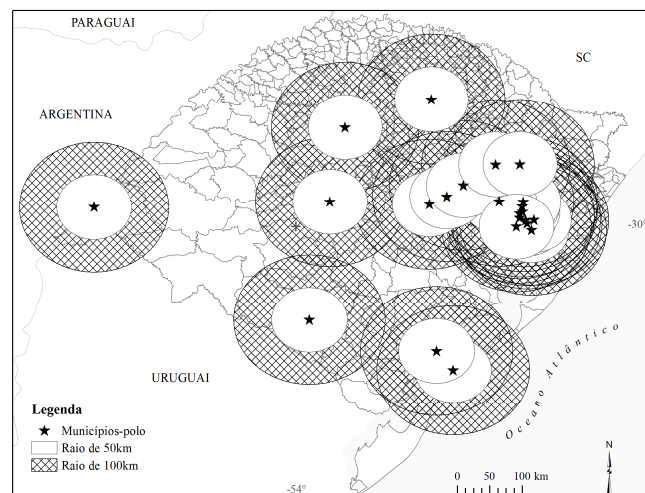 PARAGUAI
SC
ARGENTINA
-30°
URUGUAI
Oceano Atlântico
Legenda
Municípios-polo
Raio de 50km
Raio de 100km
-54°
0 50 100 km
N